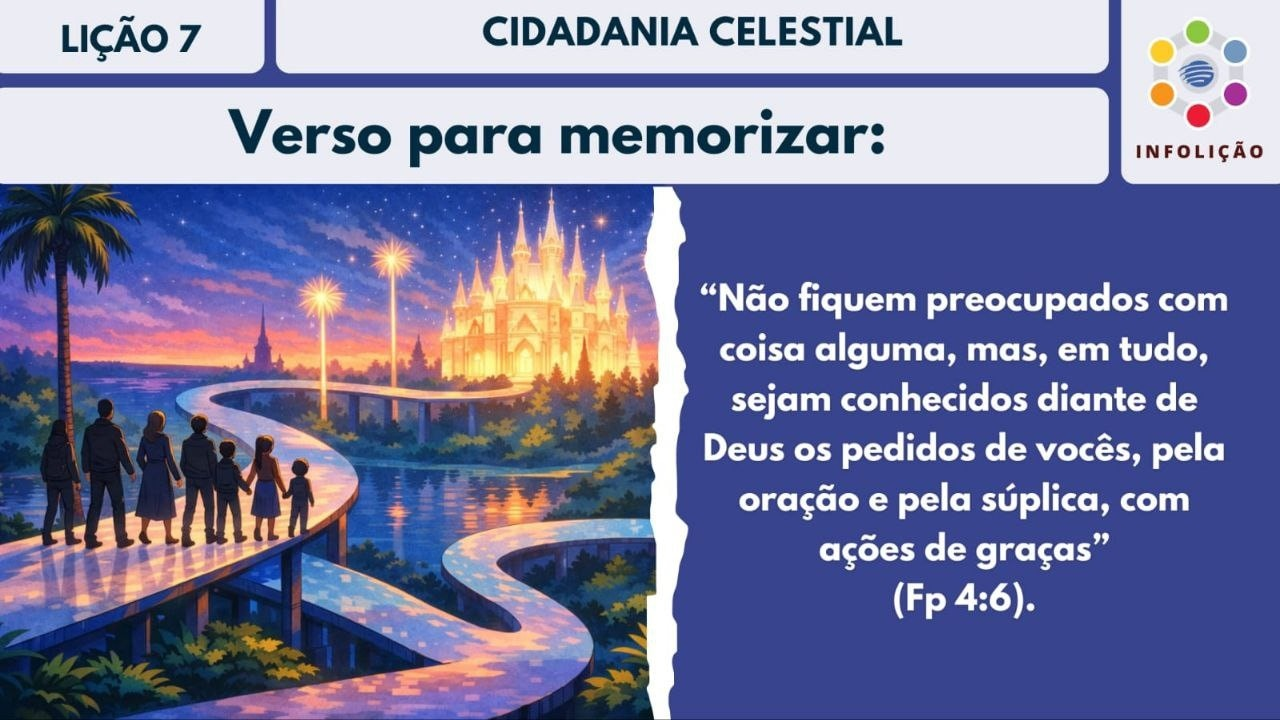 LIÇÃO 7
CIDADANIA CELESTIAL
INFOLIÇÃO
Verso para memorizar:
“Não fiquem preocupados com
coisa alguma, mas, em tudo,
sejam conhecidos diante de
Deus os pedidos de vocês, pela
oração e pela súplica, com
ações de graças”
(Fp 4:6).